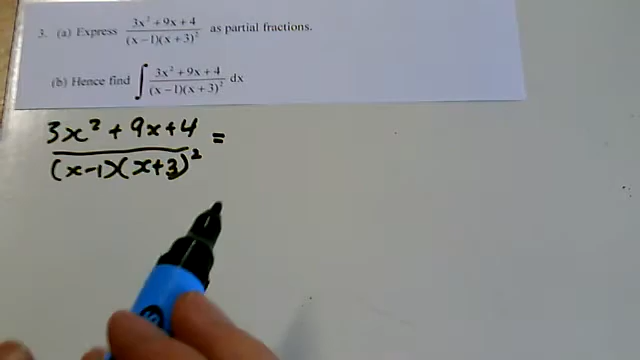 3. (a) Express (3x² + 9x + 4)/((x − 1)(x + 3)²) as partial fractions.
(b) Hence find ∫ (3x² + 9x + 4)/((x − 1)(x + 3)²) dx
3x² + 9x + 4 =
(x-1)(x+3)²